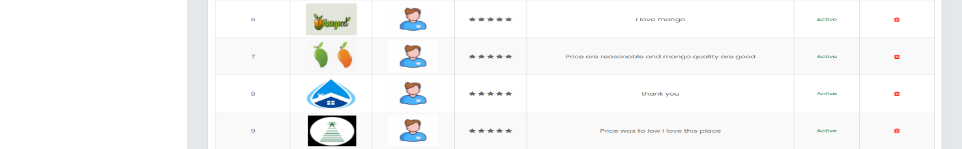 6 I love mango Active
7 Price are reasonable and mango quality are good Active
8 thank you Active
9 Price was to low I love this place Active